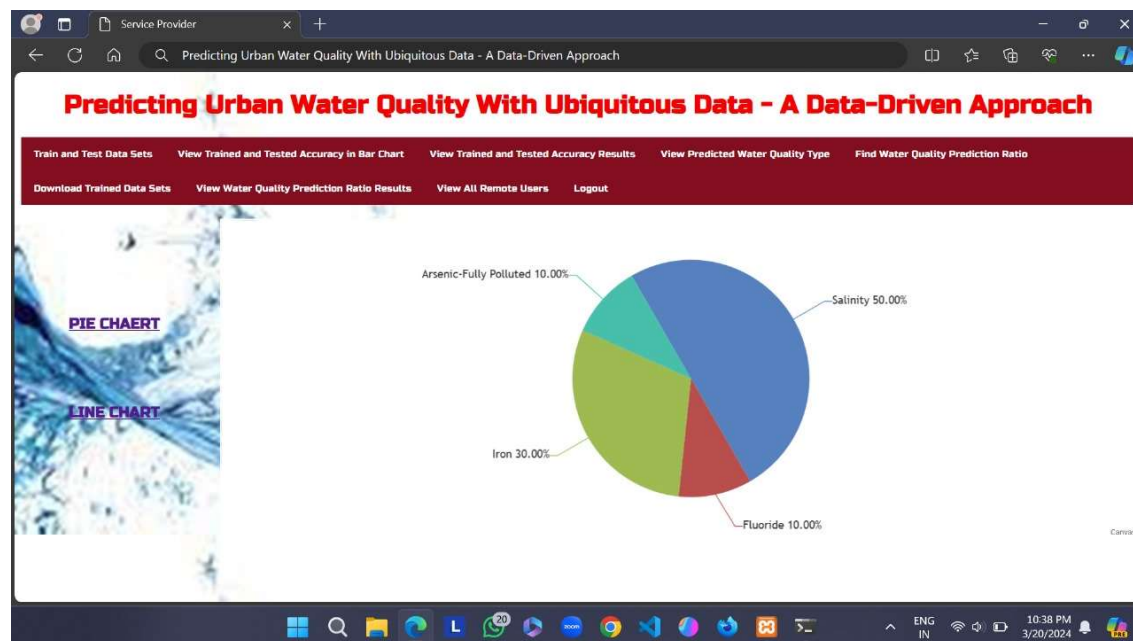 Service Provider
Predicting Urban Water Quality With Ubiquitous Data - A Data-Driven Approach
Predicting Urban Water Quality With Ubiquitous Data - A Data-Driven Approach
Train and Test Data Sets View Trained and Tested Accuracy in Bar Chart View Trained and Tested Accuracy Results View Predicted Water Quality Type Find Water Quality Prediction Ratio
Download Trained Data Sets View Water Quality Prediction Ratio Results View All Remote Users Logout
Arsenic-Fully Polluted 10.00%
Salinity 50.00%
PIE CHAERT
LINE CHART
Iron 30.00%
Fluoride 10.00%
L
20
zoom
ENG
IN
10:38 PM
3/20/2024
PRE